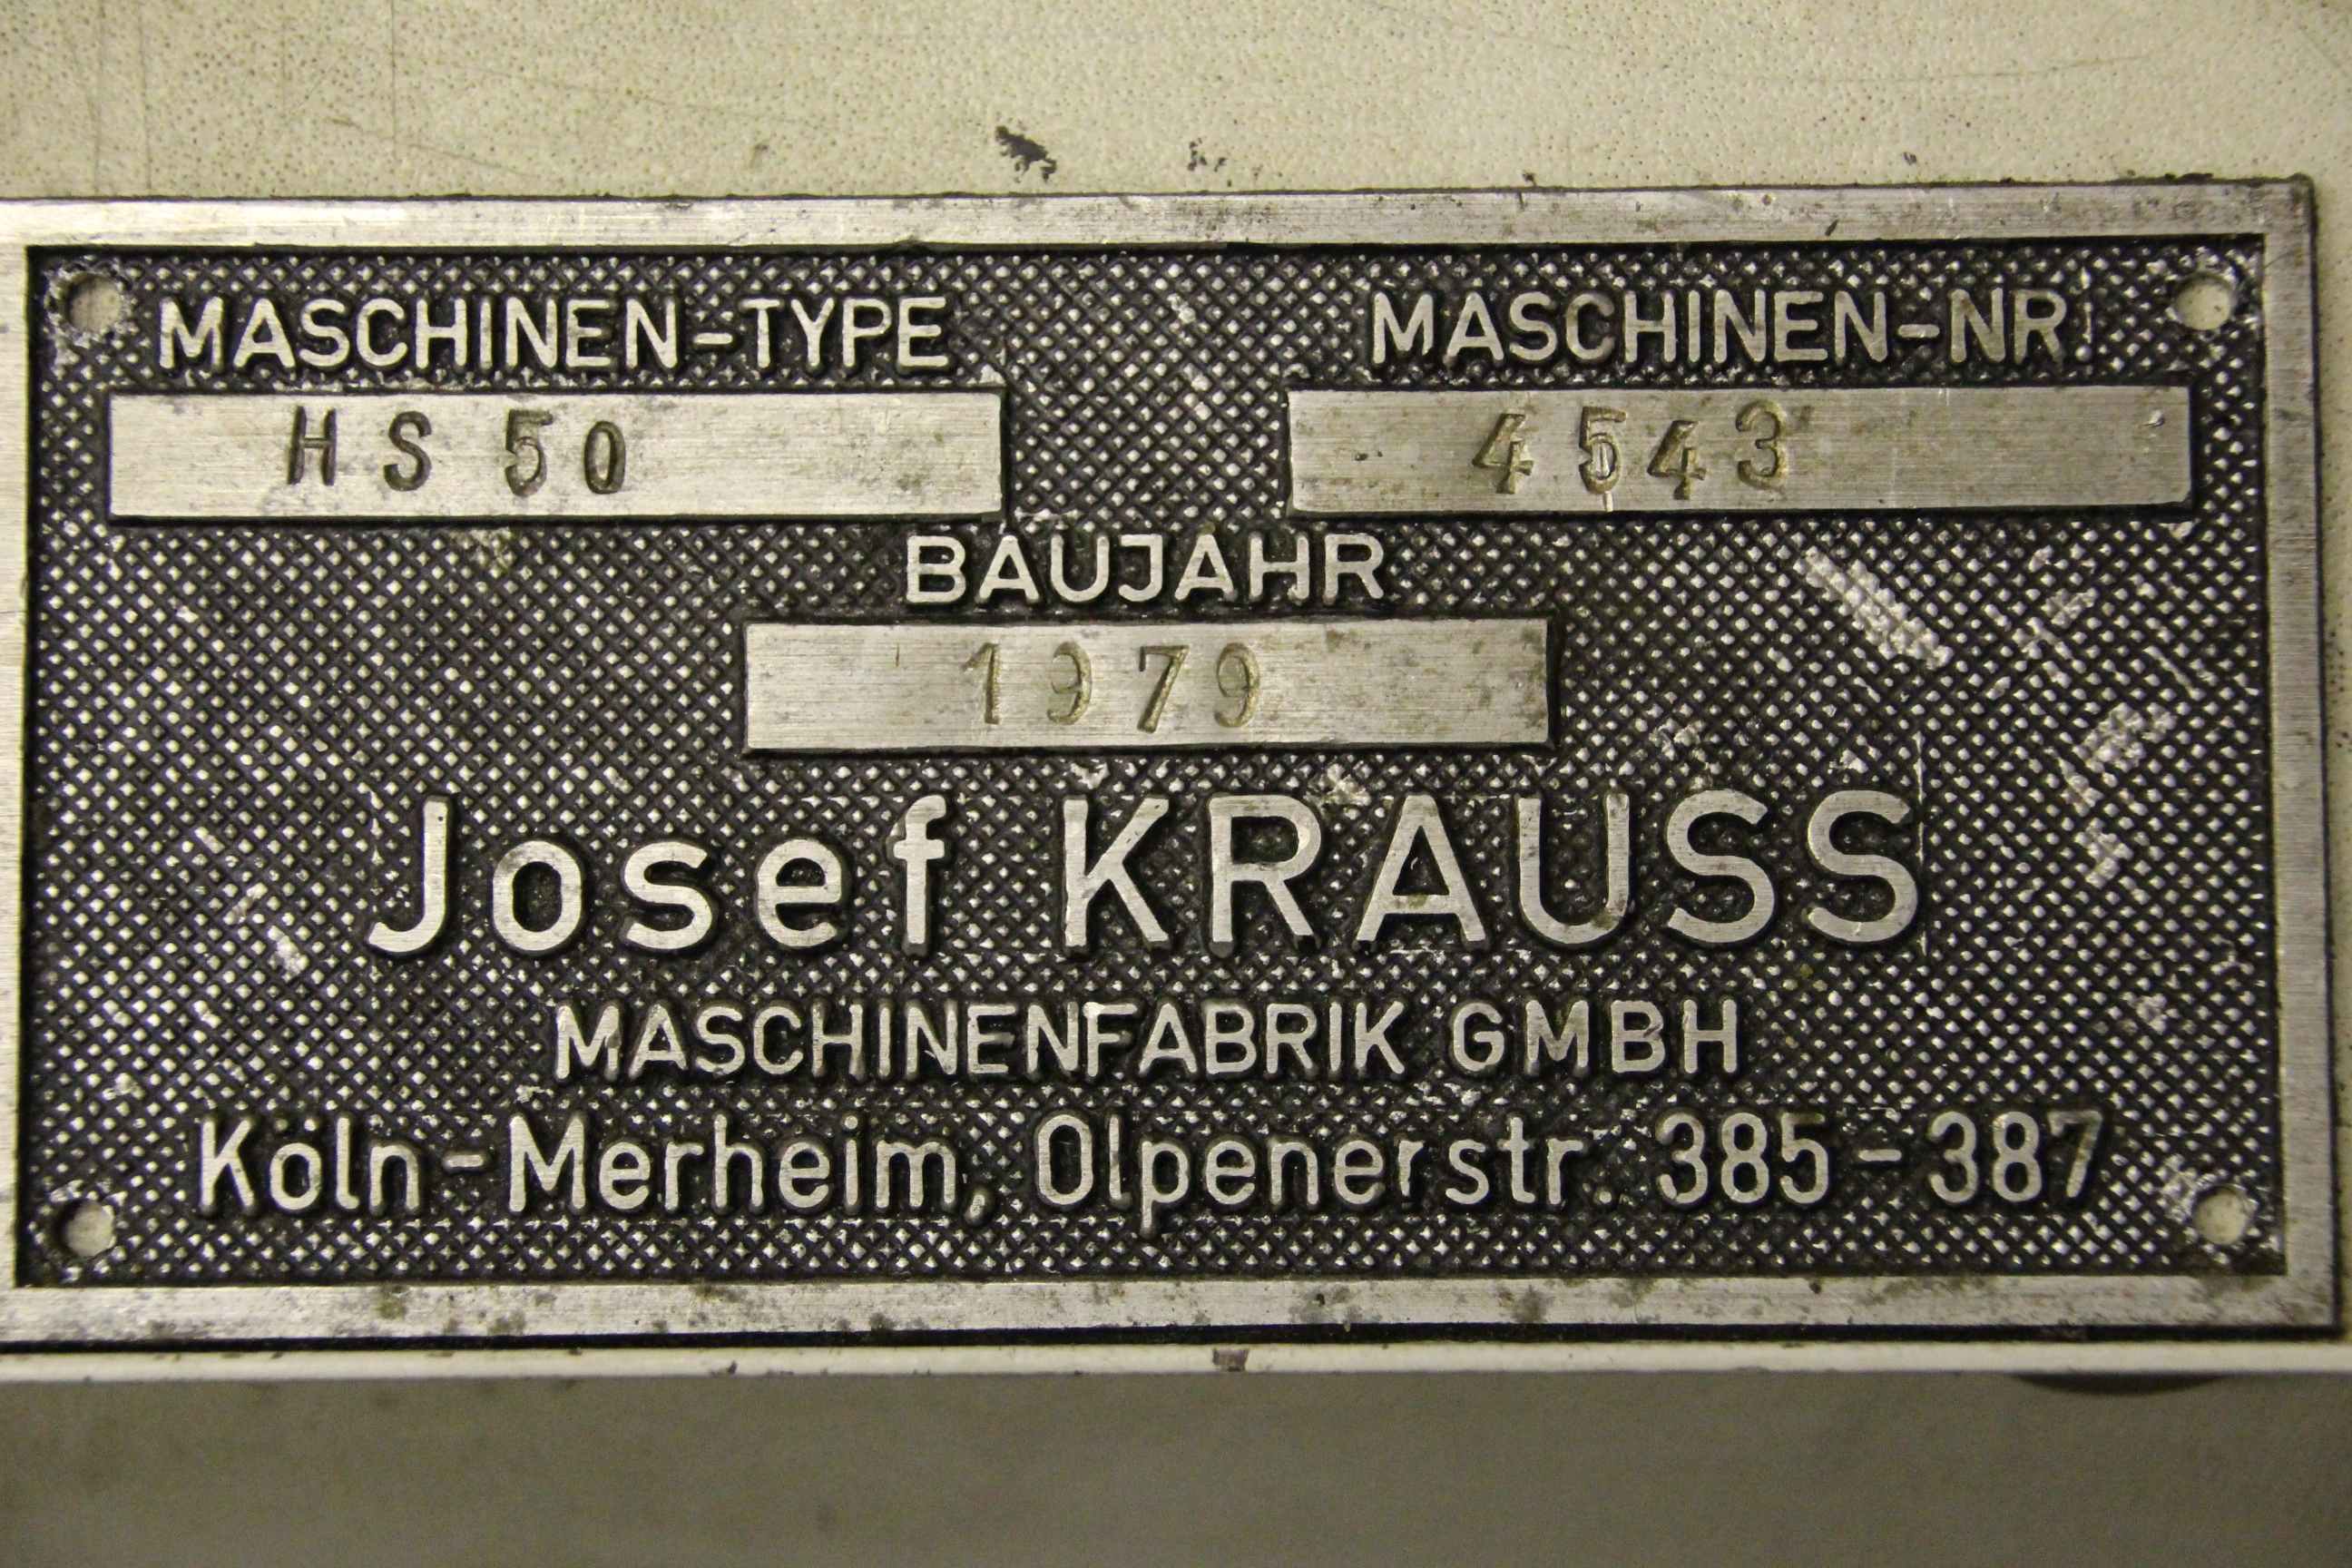 MASCHINEN-TYPE MASCHINEN-NR
HS 50 4543
BAUJAHR
1979
Josef KRAUSS
MASCHINENFABRIK GMBH
Köln-Merheim, Olpenerstr. 385-387